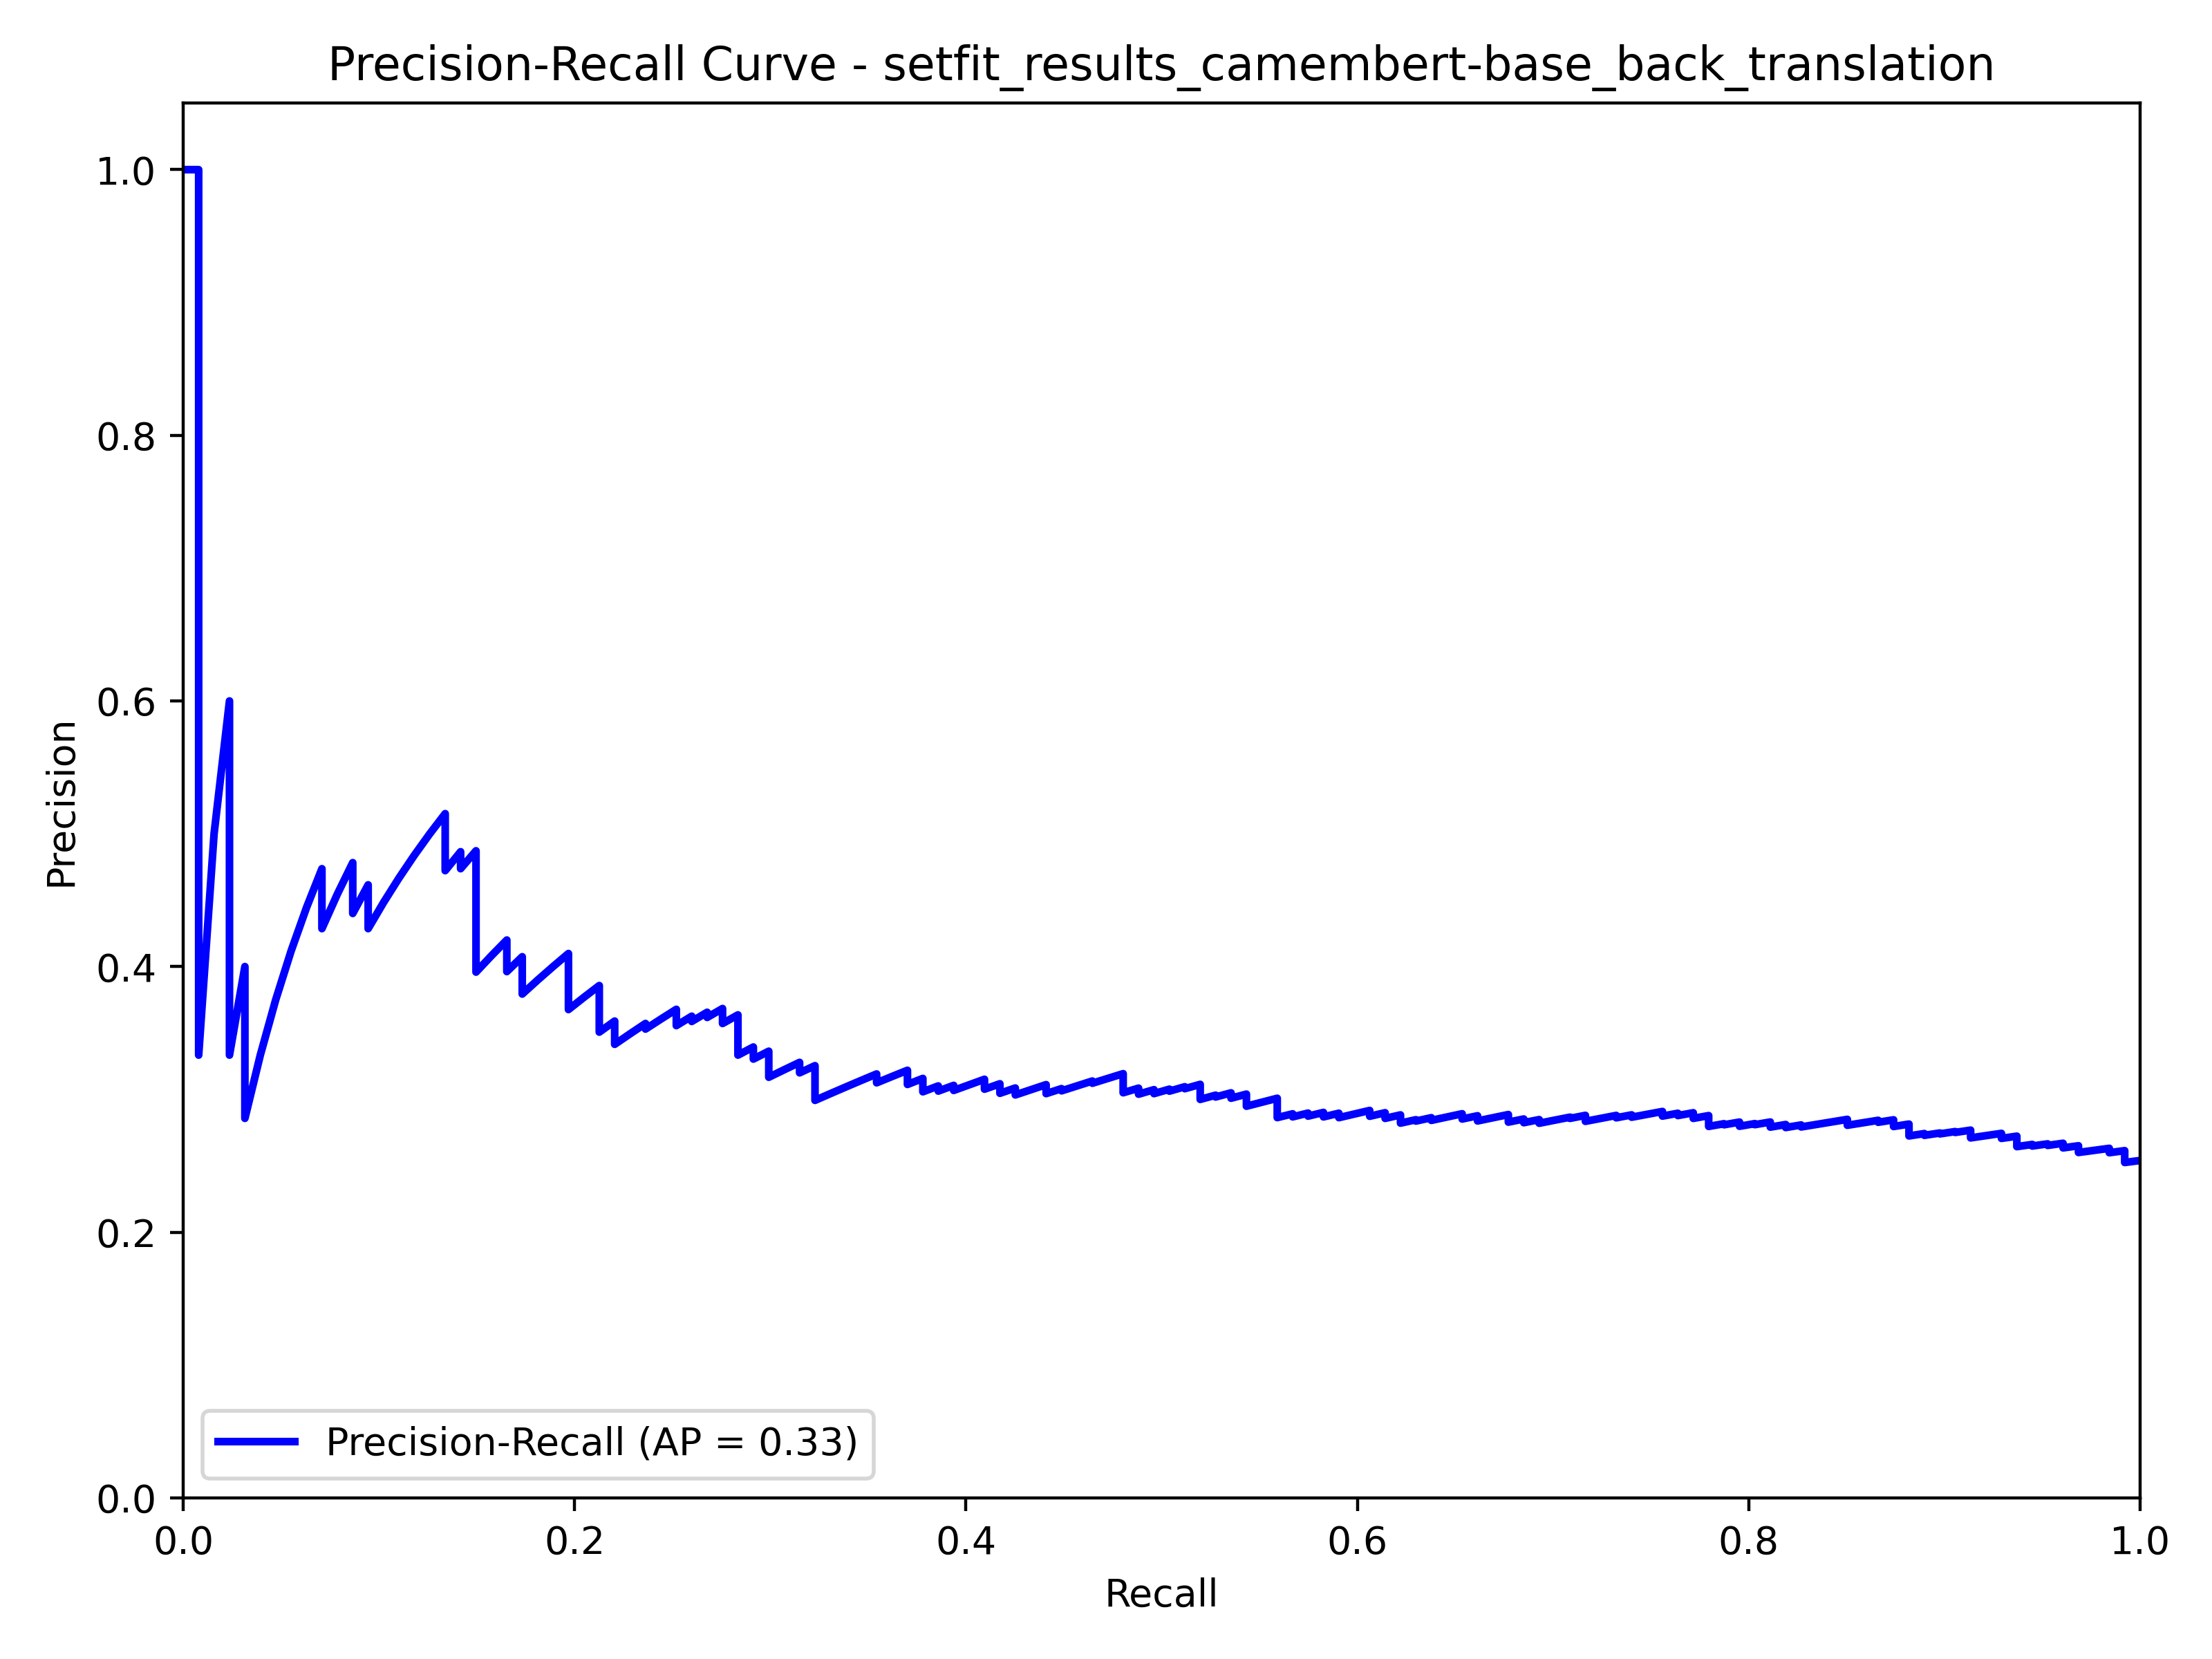 Precision-Recall Curve - setfit_results_camembert-base_back_translation
1.0
0.8
0.6
0.4
0.2
0.0
Precision
Precision-Recall (AP = 0.33)
0.0 0.2 0.4 0.6 0.8 1.0
Recall